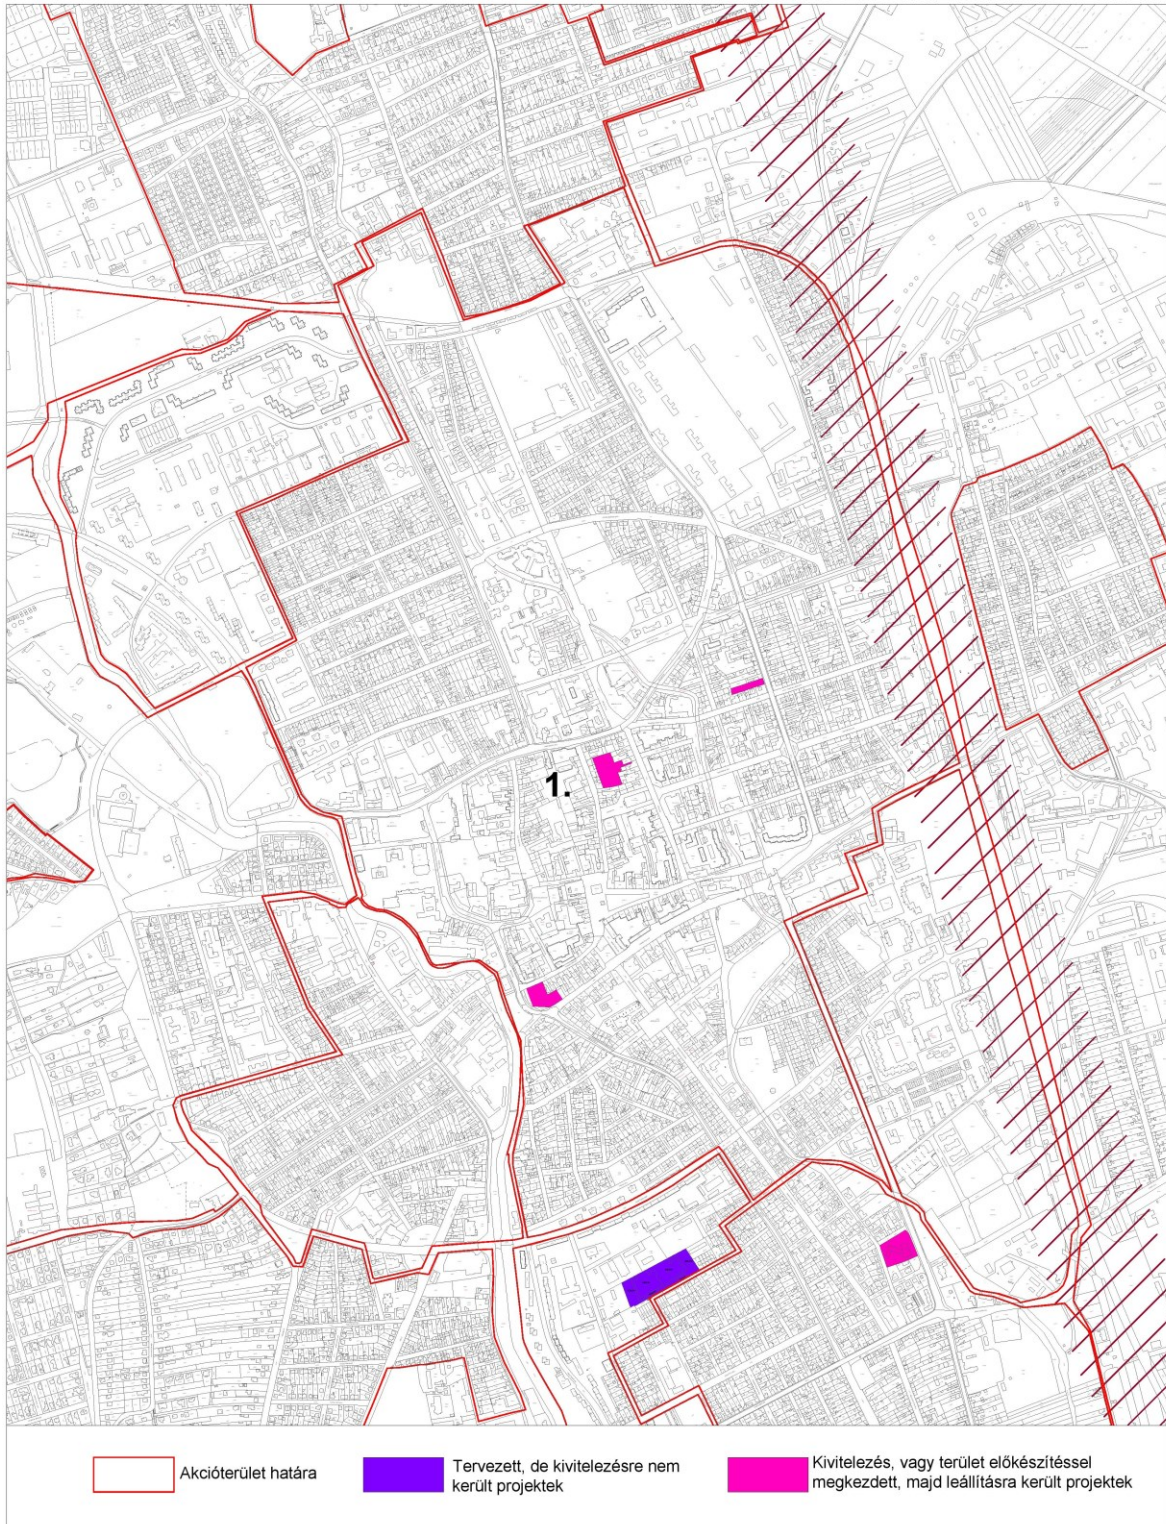 1.
Akcióterület határa
Tervezett, de kivitelezésre nem
került projektek
Kivitelezés, vagy terület előkészítéssel
megkezdett, majd leállításra került projektek